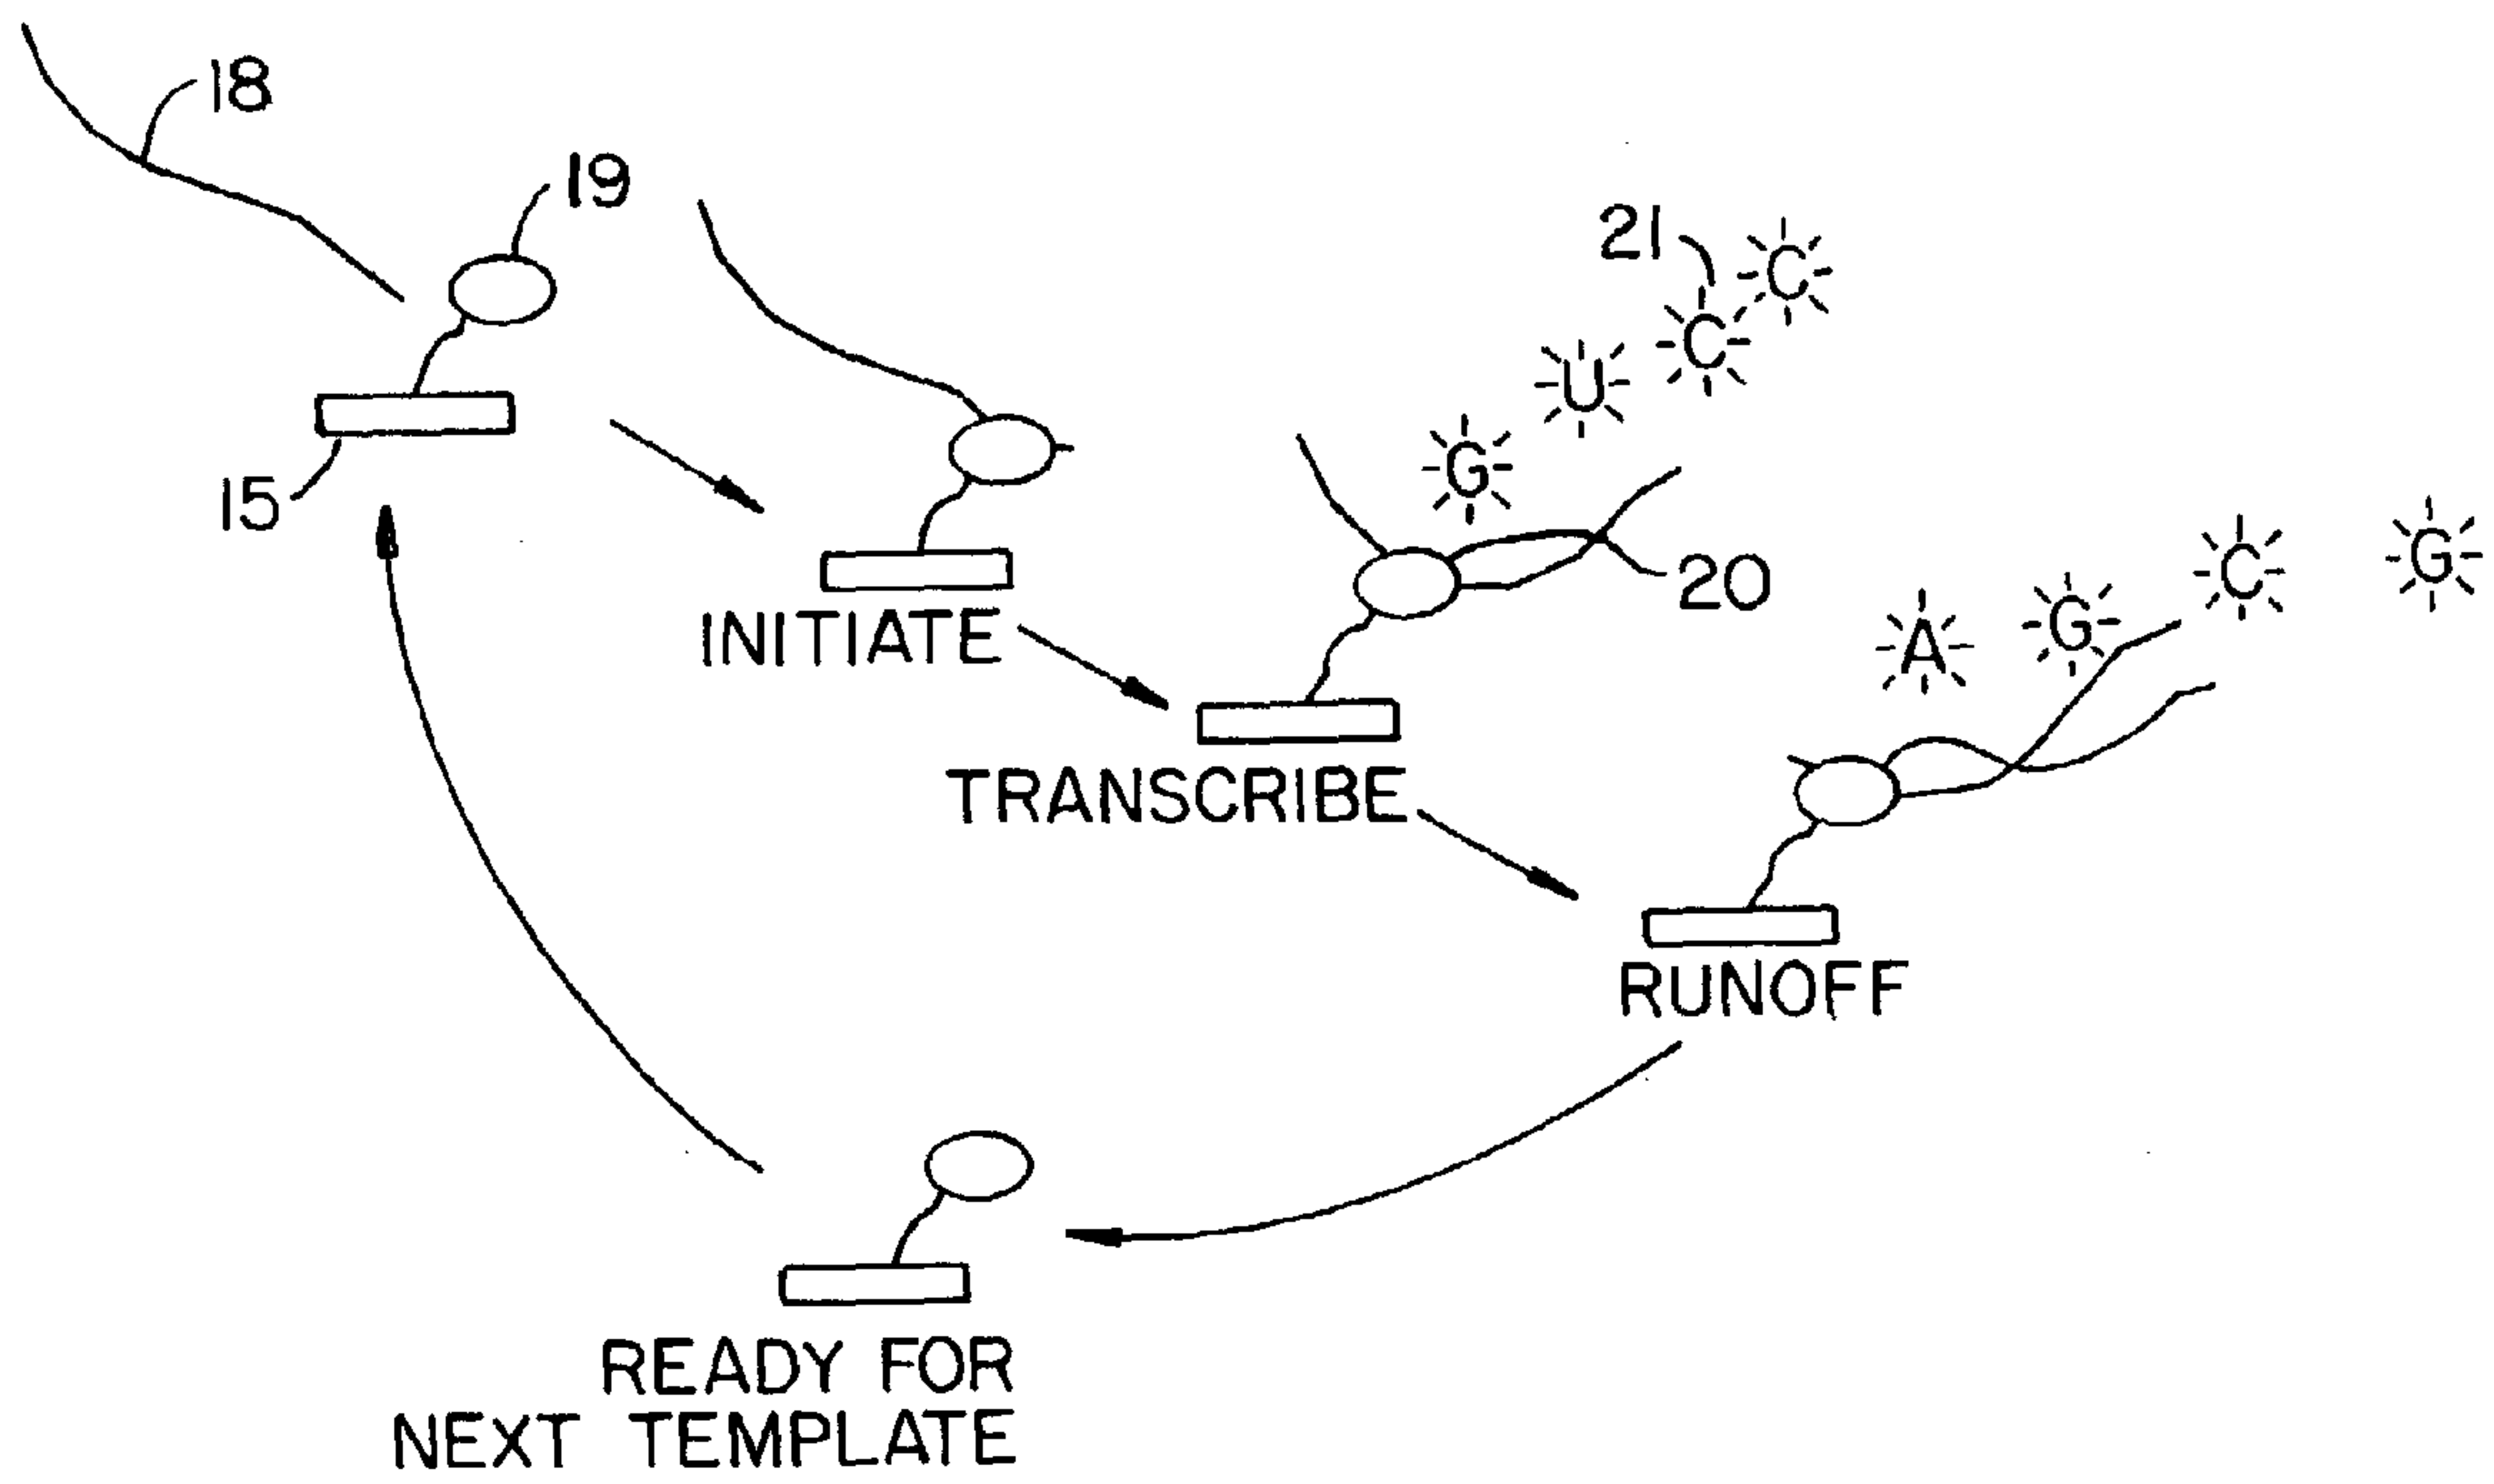 18
19
21
C
C
U
G
15
20
G
C
G
A
INITIATE
TRANSCRIBE
RUNOFF
READY FOR
NEXT TEMPLATE